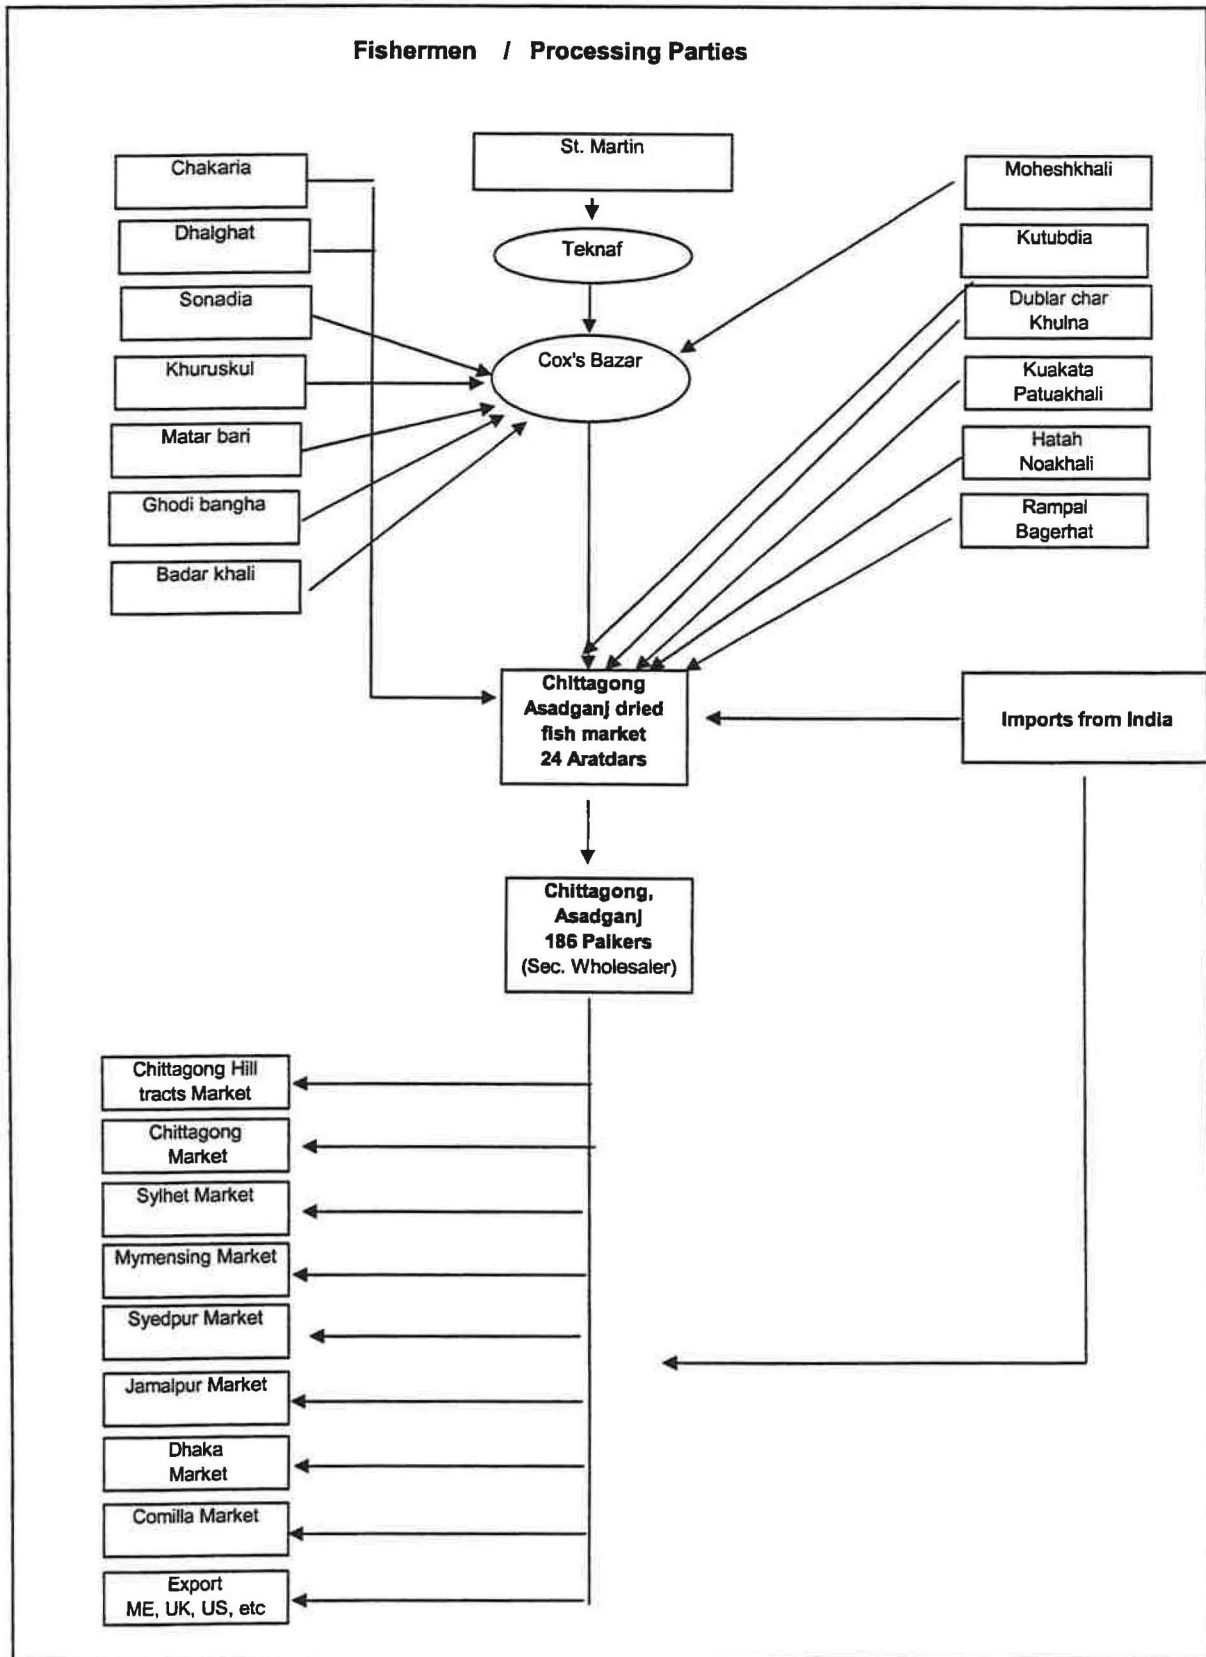 Fishermen / Processing Parties
St. Martin
Teknaf
Cox's Bazar
Chakaria
Dhalghat
Sonadia
Khuruskul
Matar bari
Ghodi bangha
Badar khali
Moheshkhali
Kutubdia
Dublar char
Khulna
Kuakata
Patuakhali
Hatah
Noakhali
Rampal
Bagerhat
Chittagong
Asadganj dried
fish market
24 Aratdars
Imports from India
Chittagong,
Asadganj
186 Paikers
(Sec. Wholesaler)
Chittagong Hill
tracts Market
Chittagong
Market
Sylhet Market
Mymensing Market
Syedpur Market
Jamalpur Market
Dhaka
Market
Comilla Market
Export
ME, UK, US, etc